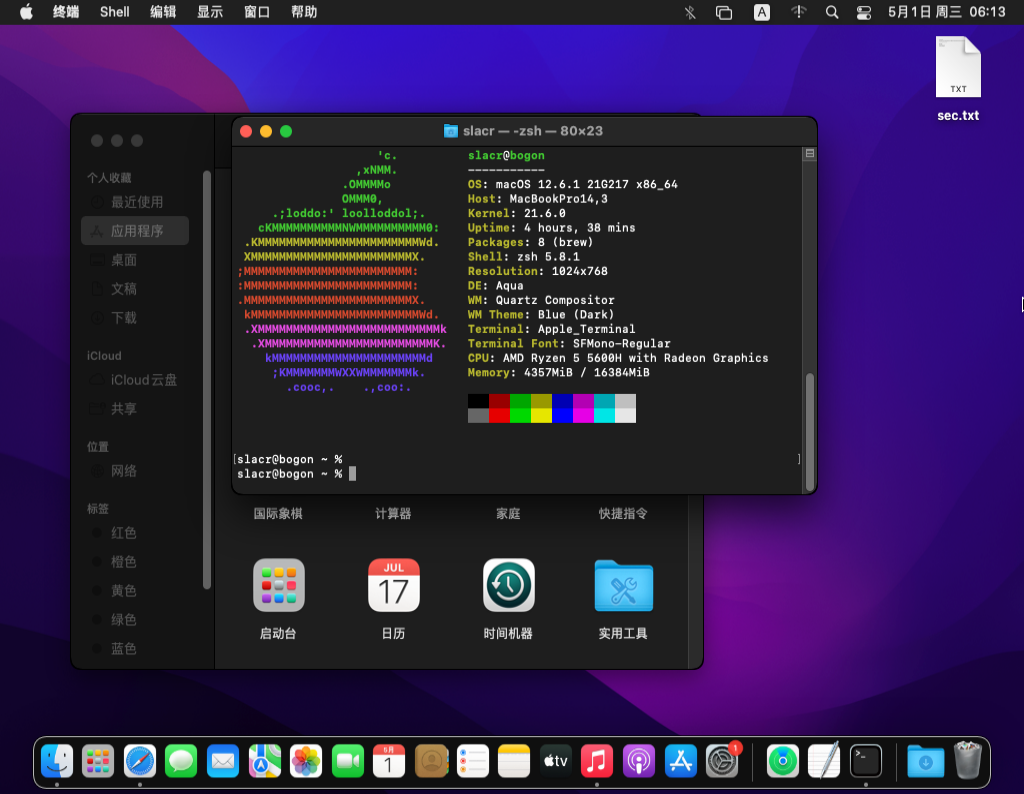 终端 Shell 编辑 显示 窗口 帮助 A 5月1日 周三 06:13
TXT
sec.txt
slacr — -zsh — 80×23
个人收藏
最近使用
应用程序
桌面
文稿
下载
iCloud
iCloud云盘
共享
位置
网络
标签
红色
橙色
黄色
绿色
蓝色
'c.
,xNMM.
.OMMMMo
OMMM0,
.;loddo:' loolloddol;.
cKMMMMMMMMMMNWMMMMMMMMMM0:
.KMMMMMMMMMMMMMMMMMMMMMMMWd.
XMMMMMMMMMMMMMMMMMMMMMMMX.
;MMMMMMMMMMMMMMMMMMMMMMMM:
:MMMMMMMMMMMMMMMMMMMMMMMM:
.MMMMMMMMMMMMMMMMMMMMMMMMX.
kMMMMMMMMMMMMMMMMMMMMMMMMWd.
.XMMMMMMMMMMMMMMMMMMMMMMMMMMk
.XMMMMMMMMMMMMMMMMMMMMMMMMK.
kMMMMMMMMMMMMMMMMMMMMMMd
;KMMMMMMMWXXWMMMMMMMk.
.cooc,. .,coo:.
slacr@bogon
-----------
OS: macOS 12.6.1 21G217 x86_64
Host: MacBookPro14,3
Kernel: 21.6.0
Uptime: 4 hours, 38 mins
Packages: 8 (brew)
Shell: zsh 5.8.1
Resolution: 1024x768
DE: Aqua
WM: Quartz Compositor
WM Theme: Blue (Dark)
Terminal: Apple_Terminal
Terminal Font: SFMono-Regular
CPU: AMD Ryzen 5 5600H with Radeon Graphics
Memory: 4357MiB / 16384MiB
[slacr@bogon ~ % ]
slacr@bogon ~ %
国际象棋 计算器 家庭 快捷指令
JUL
17
启动台 日历 时间机器 实用工具
5月
1
tv
1
>_